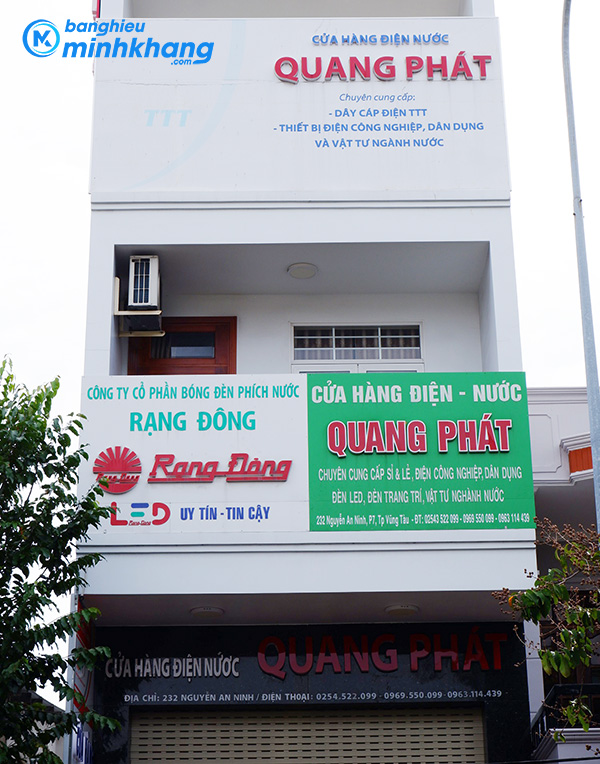 banghieu
minhkhang
.com
CỬA HÀNG ĐIỆN NƯỚC
QUANG PHÁT
Chuyên cung cấp:
- DÂY CÁP ĐIỆN TTT
- THIẾT BỊ ĐIỆN CÔNG NGHIỆP, DÂN DỤNG
VÀ VẬT TƯ NGÀNH NƯỚC
TTT
CÔNG TY CỔ PHẦN BÓNG ĐÈN PHÍCH NƯỚC
RẠNG ĐÔNG
Rạng Đông
LED UY TÍN - TIN CẬY
CỬA HÀNG ĐIỆN - NƯỚC
QUANG PHÁT
CHUYÊN CUNG CẤP SỈ & LẺ, ĐIỆN CÔNG NGHIỆP, DÂN DỤNG
ĐÈN LED, ĐÈN TRANG TRÍ, VẬT TƯ NGHÀNH NƯỚC
232 Nguyễn An Ninh, P7, Tp Vũng Tàu - ĐT: 02543 522 099 - 0969 550 099 - 0963 114 439
CỬA HÀNG ĐIỆN NƯỚC QUANG PHÁT
ĐỊA CHỈ: 232 NGUYỄN AN NINH / ĐIỆN THOẠI: 0254.522.099 - 0969.550.099 - 0963.114.439